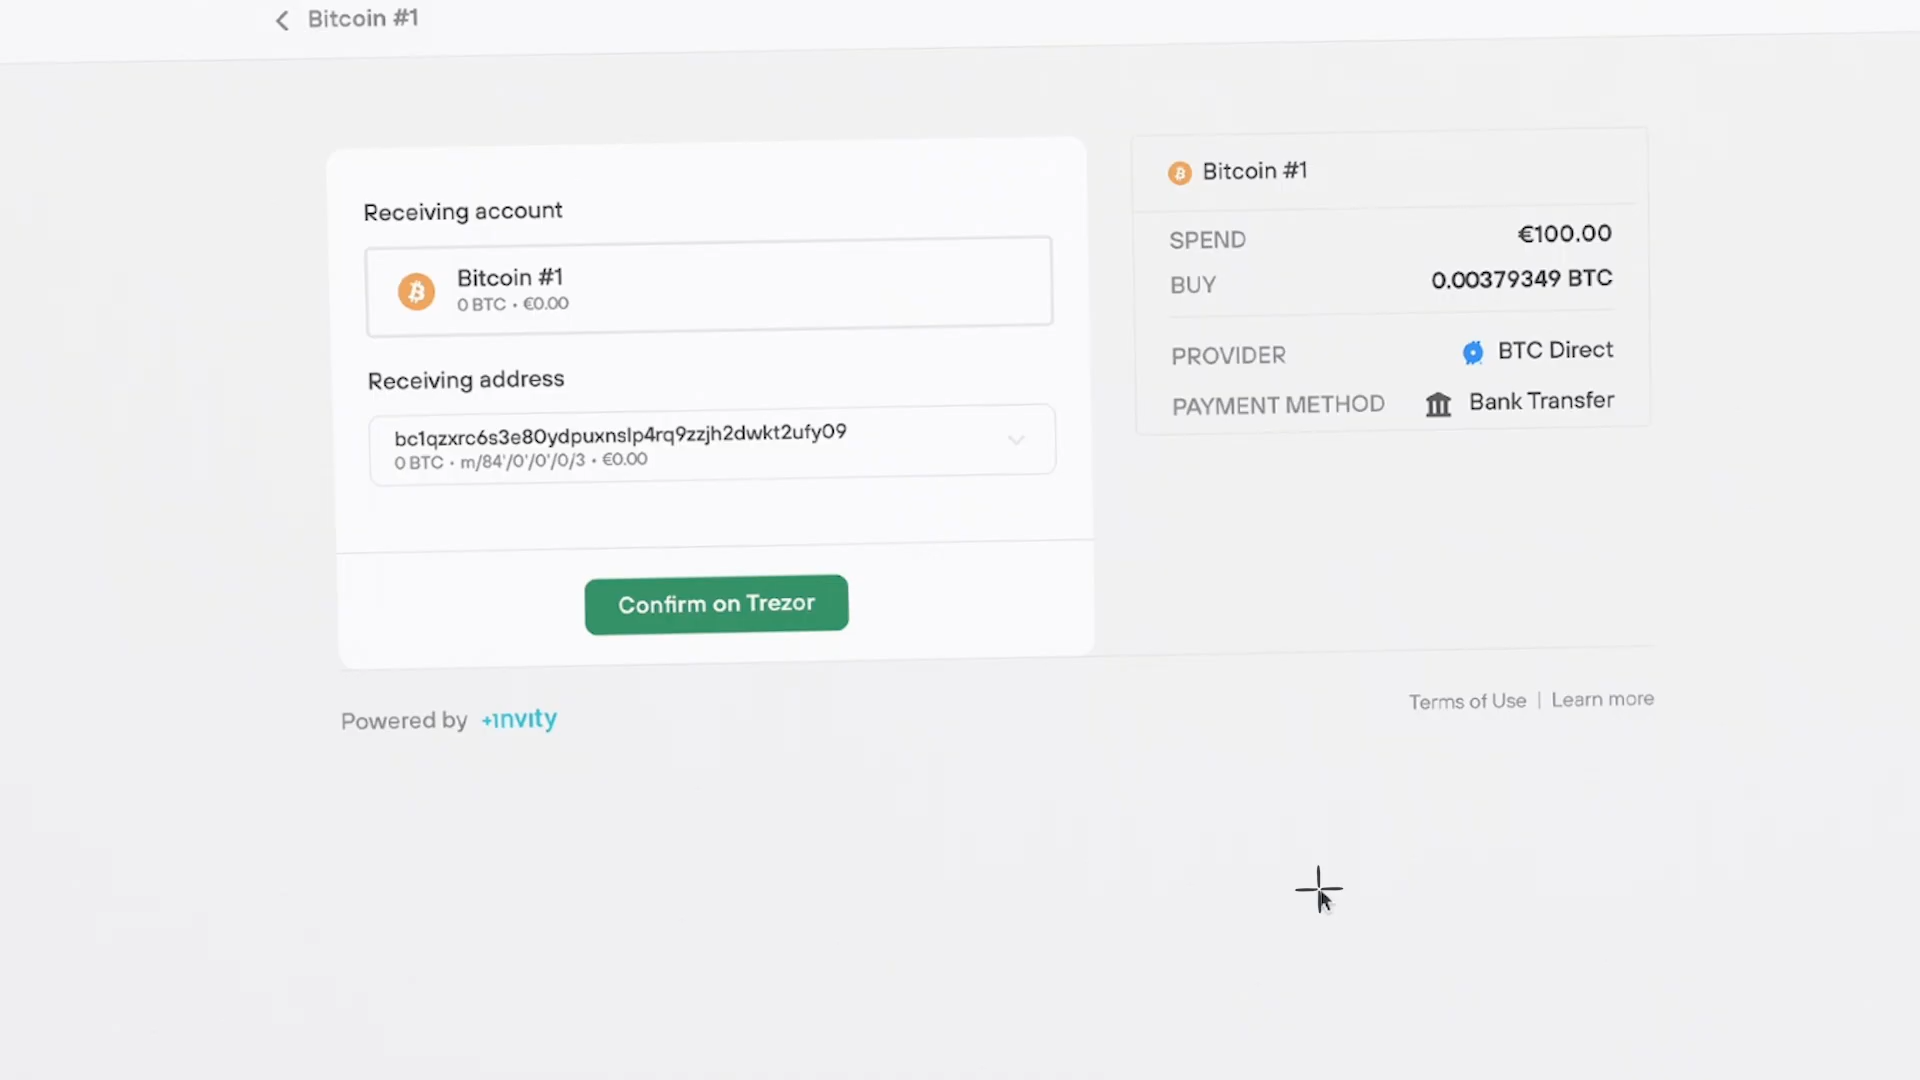 Bitcoin #1
Receiving account
Bitcoin #1
0 BTC • €0.00
Receiving address
bc1qzxrc6s3e80ydpuxnslp4rq9zzjh2dwkt2ufy09
0 BTC • m/84'/0'/0'/0/3 • €0.00
Confirm on Trezor
Bitcoin #1
SPEND €100.00
BUY 0.00379349 BTC
PROVIDER BTC Direct
PAYMENT METHOD Bank Transfer
Powered by +invity
Terms of Use | Learn more